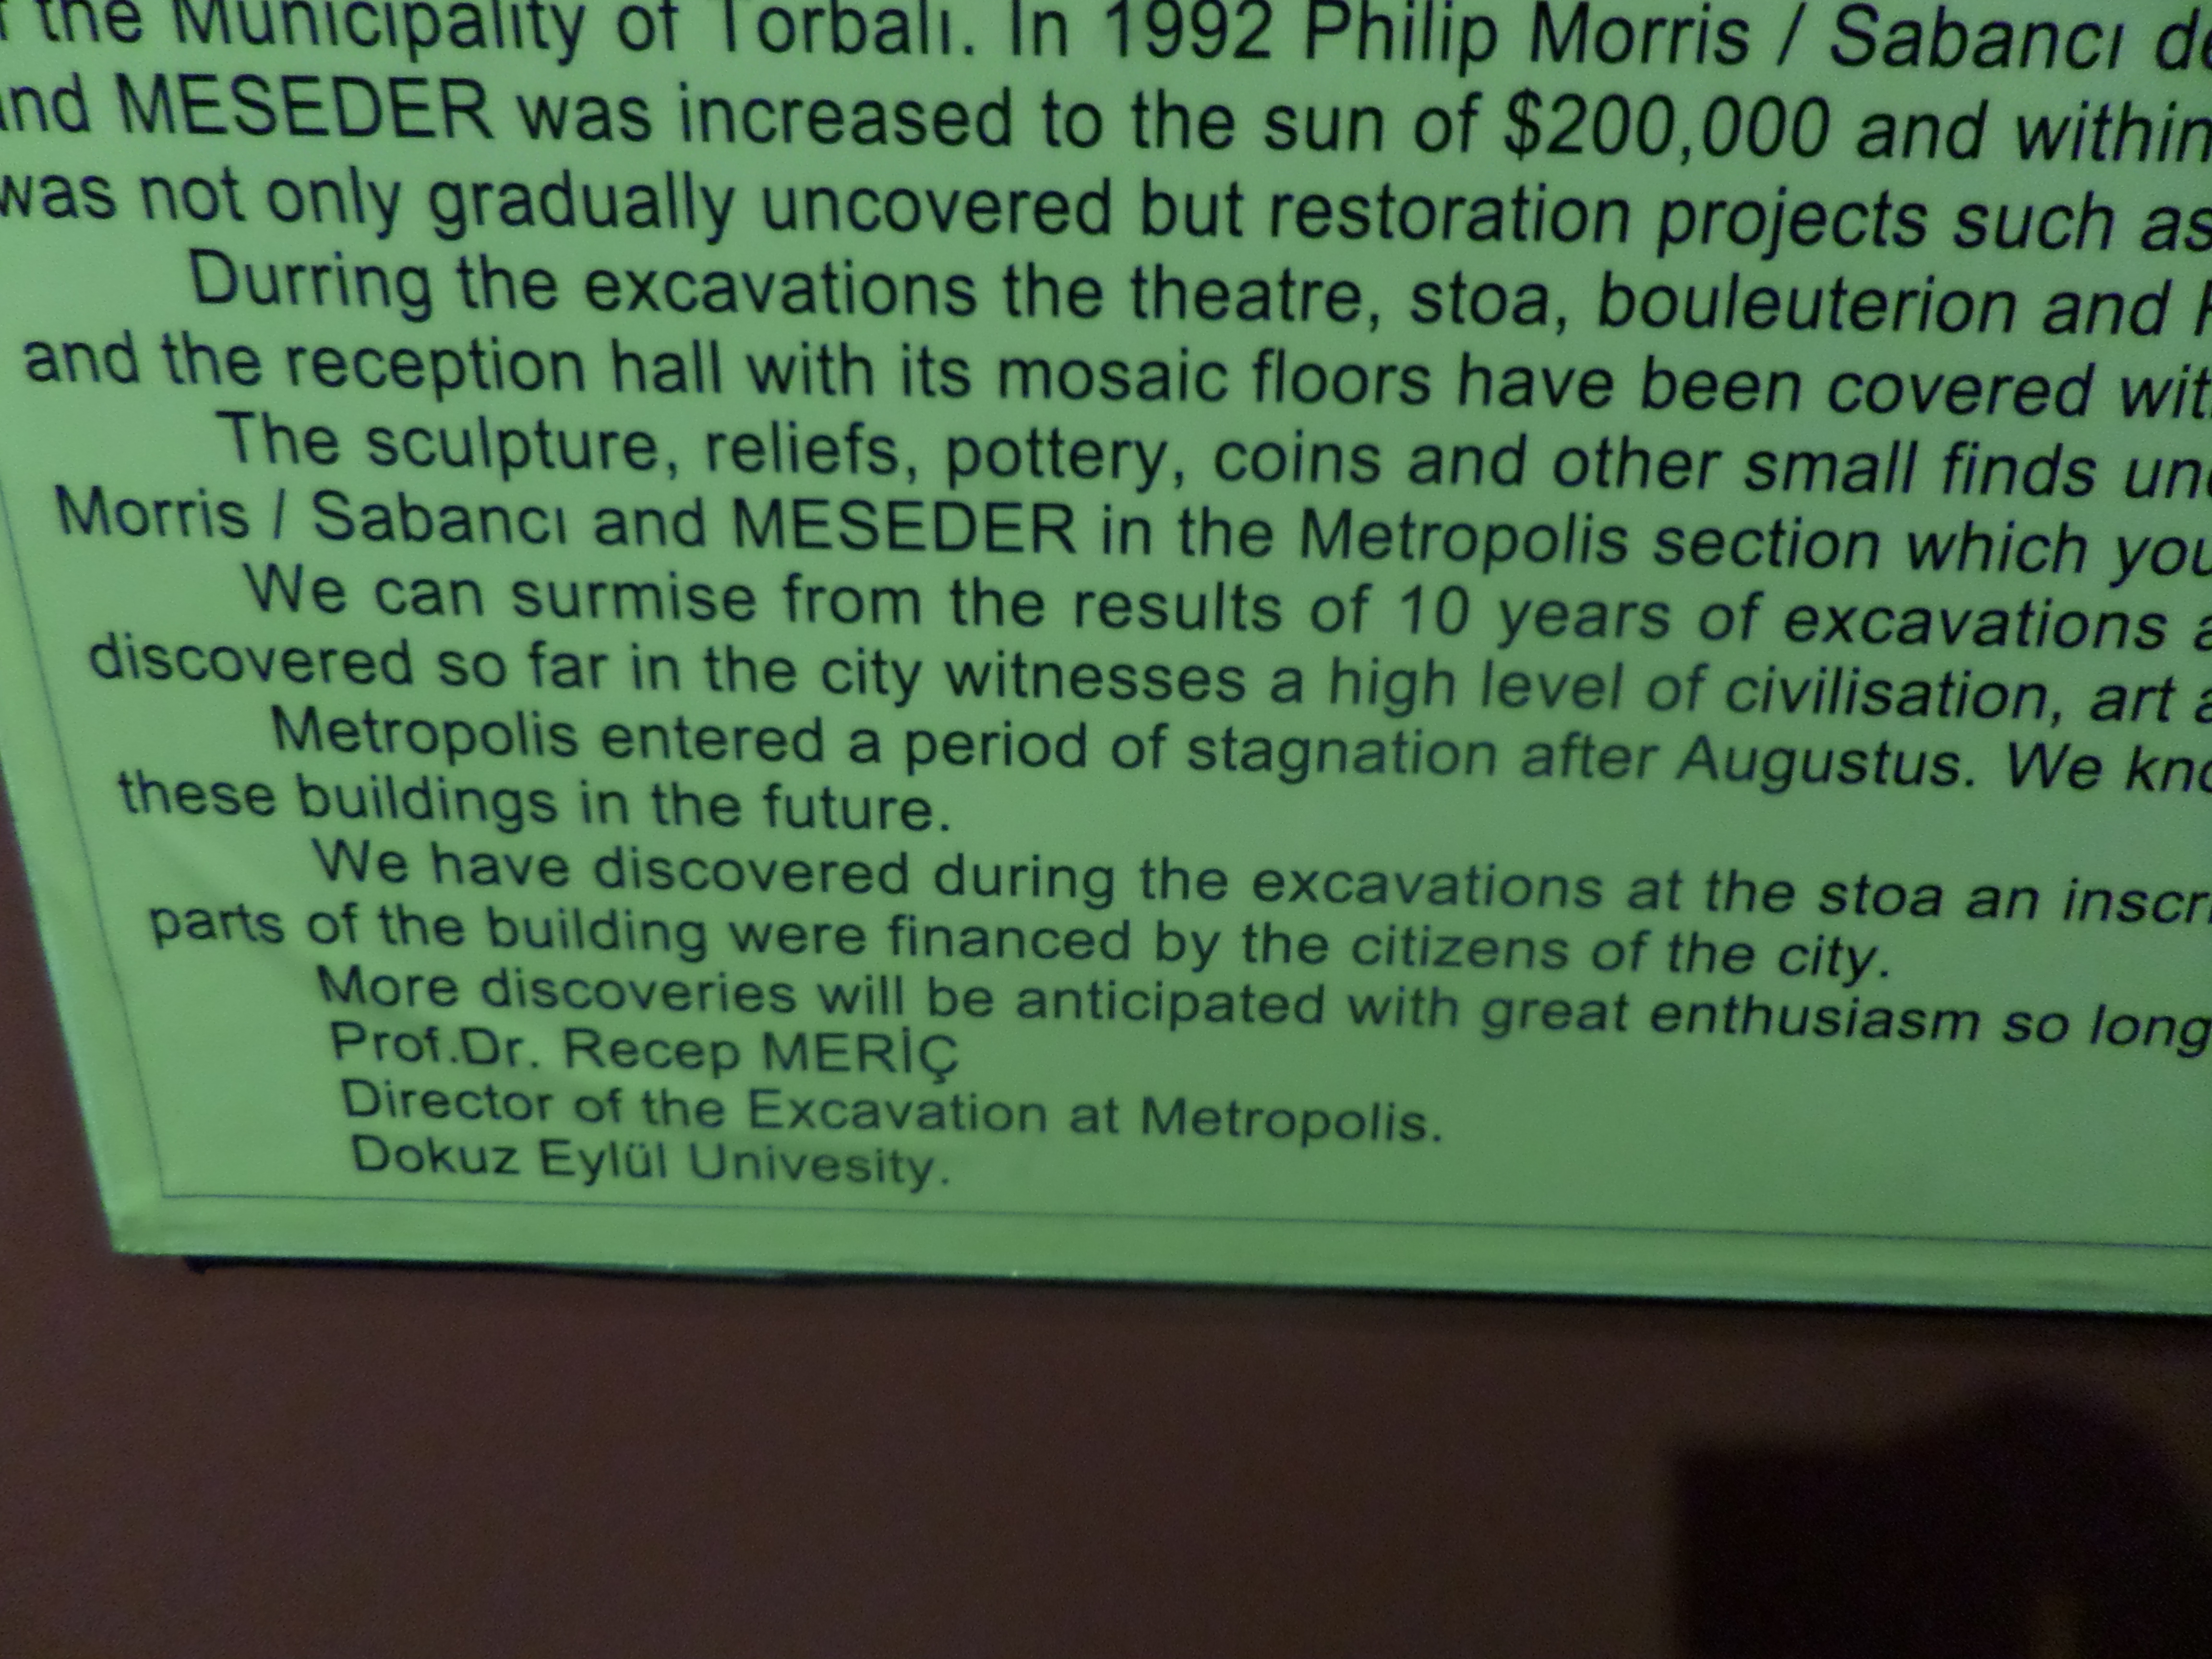 the Municipality of Torbalı. In 1992 Philip Morris / Sabancı
and MESEDER was increased to the sun of $200,000 and within
was not only gradually uncovered but restoration projects such as
Durring the excavations the theatre, stoa, bouleuterion and
and the reception hall with its mosaic floors have been covered
The sculpture, reliefs, pottery, coins and other small finds
Morris / Sabancı and MESEDER in the Metropolis section which you
We can surmise from the results of 10 years of excavations
discovered so far in the city witnesses a high level of civilisation, art
Metropolis entered a period of stagnation after Augustus. We
these buildings in the future.
We have discovered during the excavations at the stoa an
parts of the building were financed by the citizens of the city.
More discoveries will be anticipated with great enthusiasm so long
Prof.Dr. Recep MERİÇ
Director of the Excavation at Metropolis.
Dokuz Eylül Univesity.